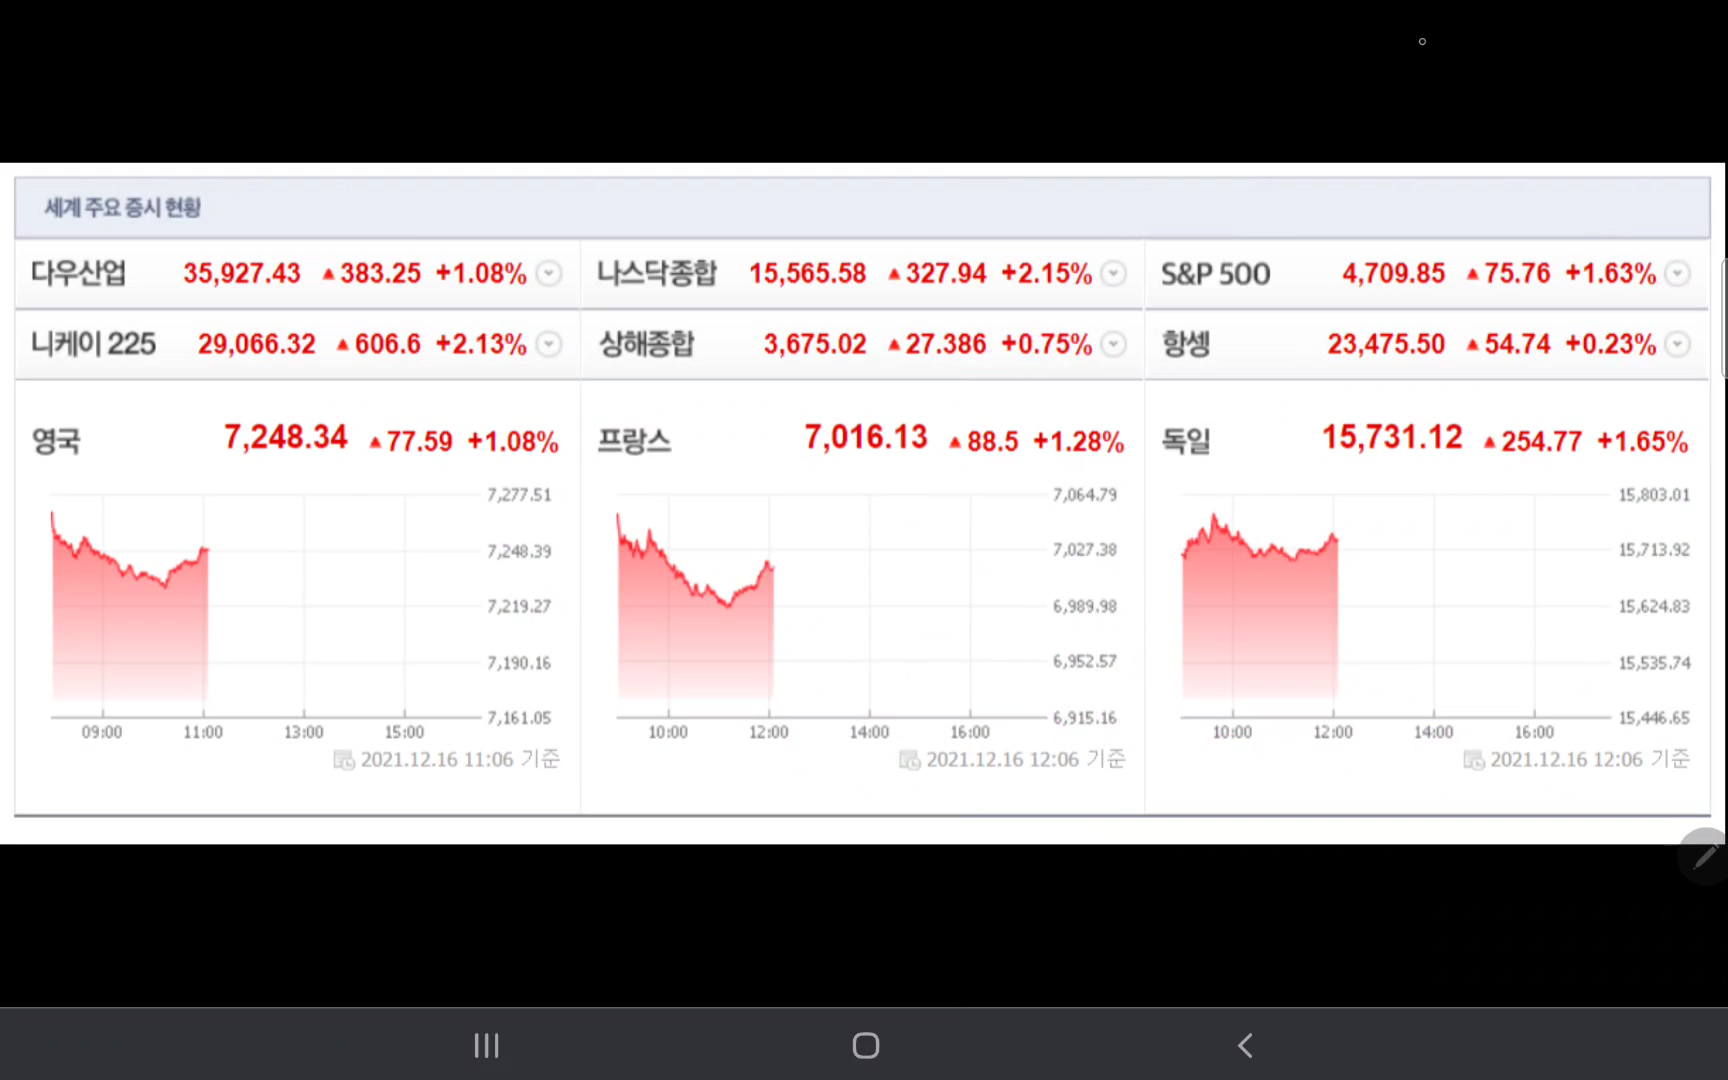 세계 주요 증시 현황
다우산업 35,927.43 ▲383.25 +1.08% 나스닥종합 15,565.58 ▲327.94 +2.15% S&P 500 4,709.85 ▲75.76 +1.63%
니케이 225 29,066.32 ▲606.6 +2.13% 상해종합 3,675.02 ▲27.386 +0.75% 항셍 23,475.50 ▲54.74 +0.23%
영국 7,248.34 ▲77.59 +1.08%
7,277.51
7,248.39
7,219.27
7,190.16
7,161.05
09:00 11:00 13:00 15:00
2021.12.16 11:06 기준
프랑스 7,016.13 ▲88.5 +1.28%
7,064.79
7,027.38
6,989.98
6,952.57
6,915.16
10:00 12:00 14:00 16:00
2021.12.16 12:06 기준
독일 15,731.12 ▲254.77 +1.65%
15,803.01
15,713.92
15,624.83
15,535.74
15,446.65
10:00 12:00 14:00 16:00
2021.12.16 12:06 기준